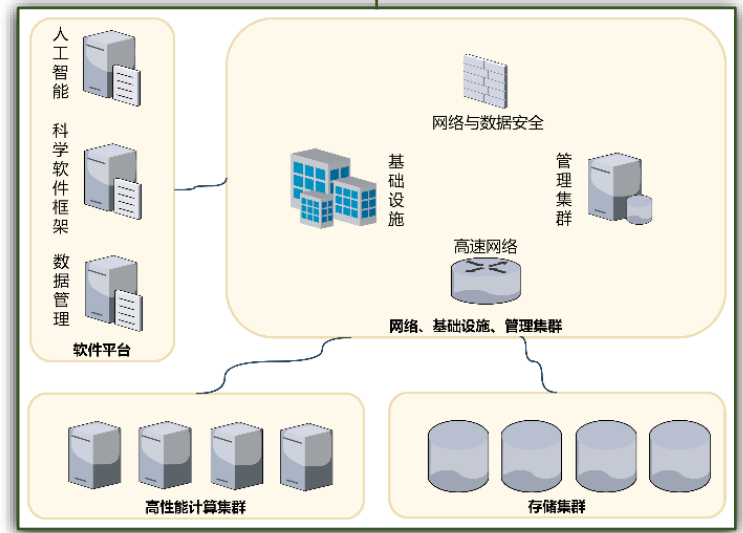 人工智能
科学软件框架
数据管理
软件平台
网络与数据安全
基础设施
管理集群
高速网络
网络、基础设施、管理集群
高性能计算集群
存储集群